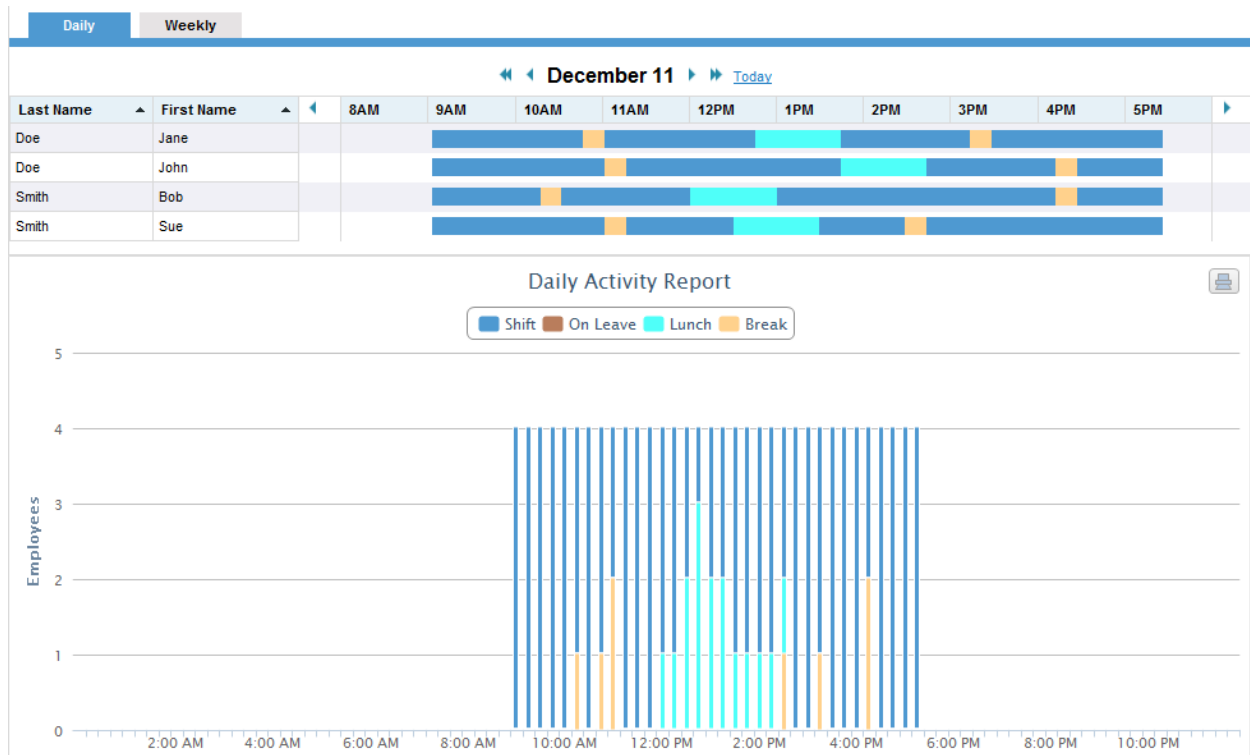 Daily Weekly
December 11 Today
Last Name First Name 8AM 9AM 10AM 11AM 12PM 1PM 2PM 3PM 4PM 5PM
Doe Jane
Doe John
Smith Bob
Smith Sue
Daily Activity Report
Shift On Leave Lunch Break
5
4
3
2
1
0
Employees
2:00 AM 4:00 AM 6:00 AM 8:00 AM 10:00 AM 12:00 PM 2:00 PM 4:00 PM 6:00 PM 8:00 PM 10:00 PM